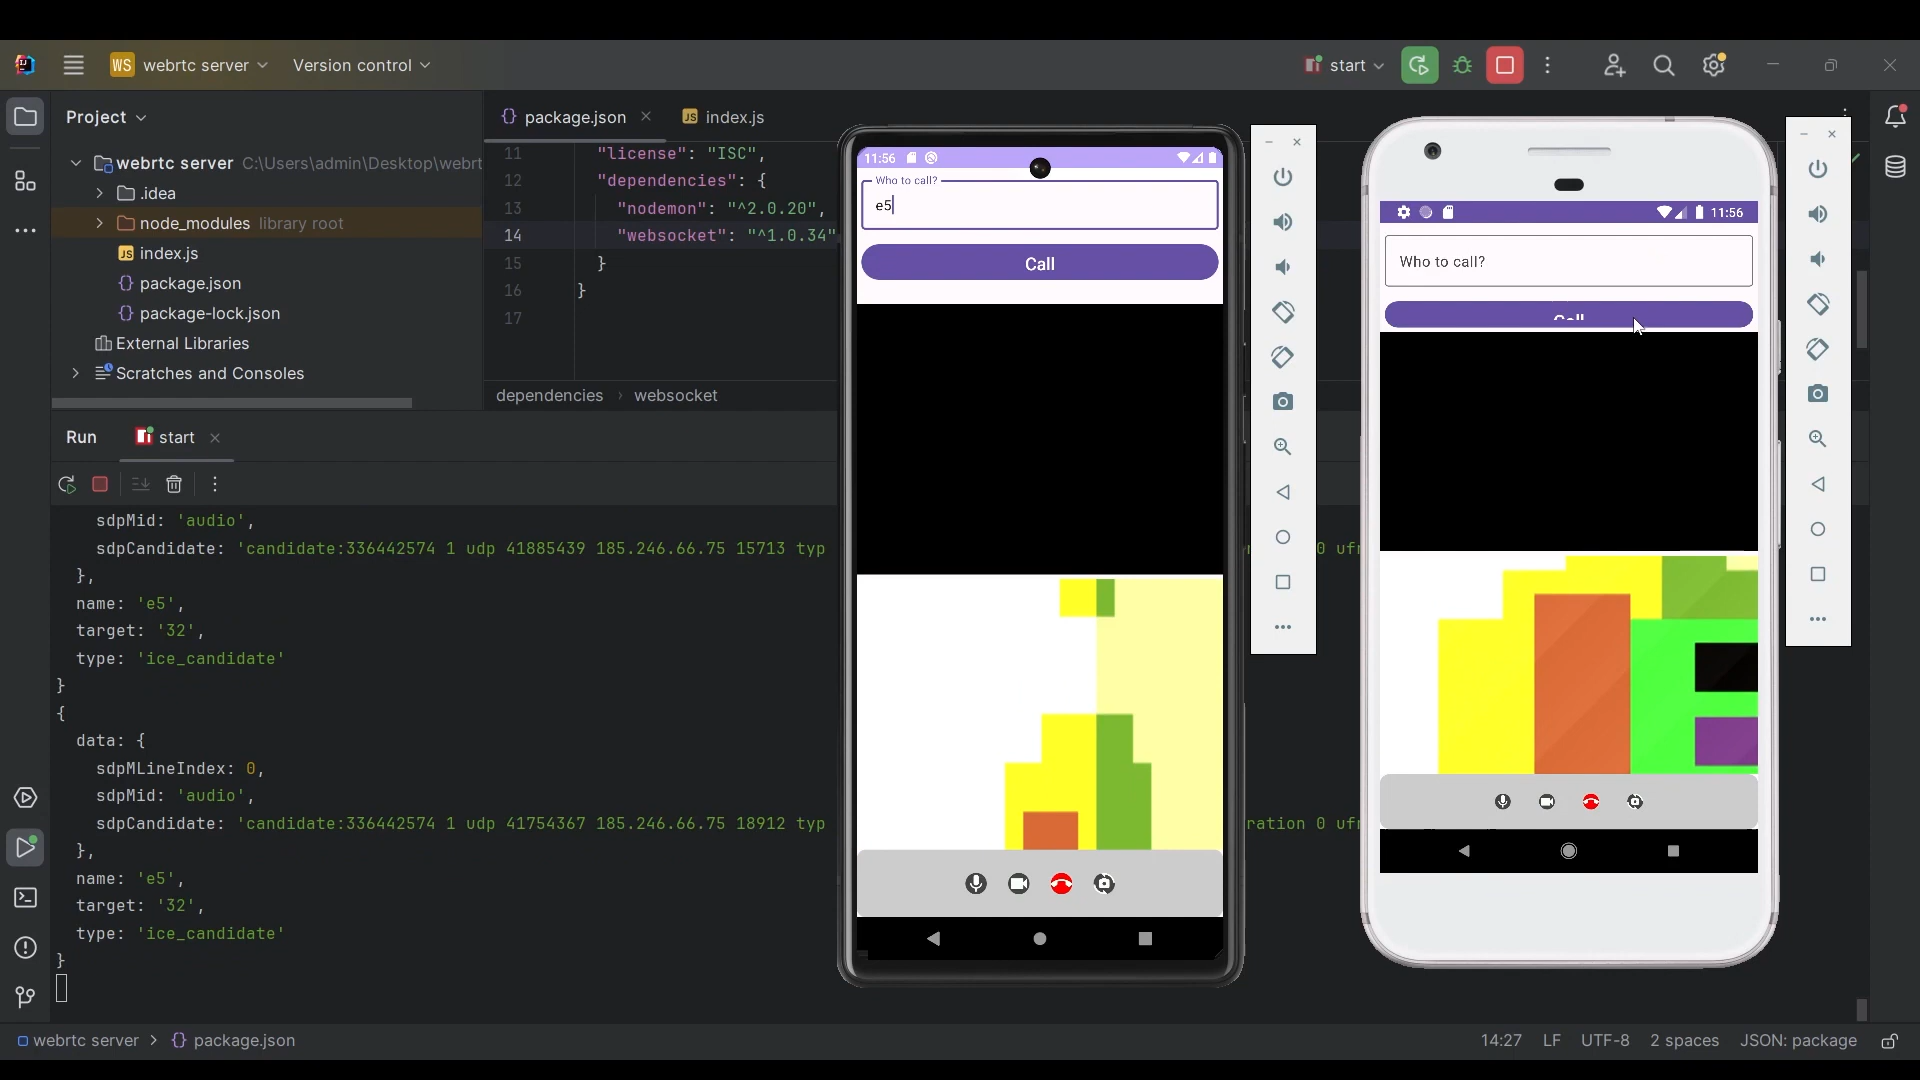 WS webrtc server Version control start
Project
webrtc server C:\Users\admin\Desktop\webrt
.idea
node_modules library root
JS index.js
{} package.json
{} package-lock.json
External Libraries
Scratches and Consoles
{} package.json JS index.js
11 "license": "ISC",
12 "dependencies": {
13 "nodemon": "^2.0.20",
14 "websocket": "^1.0.34"
15 }
16 }
17
dependencies › websocket
Run start
sdpMid: 'audio',
sdpCandidate: 'candidate:336442574 1 udp 41885439 185.246.66.75 15713 typ 0 ufr
},
name: 'e5',
target: '32',
type: 'ice_candidate'
}
{
data: {
sdpMLineIndex: 0,
sdpMid: 'audio',
sdpCandidate: 'candidate:336442574 1 udp 41754367 185.246.66.75 18912 typ ration 0 ufr
},
name: 'e5',
target: '32',
type: 'ice_candidate'
}
11:56
Who to call?
e5
Call
11:56
Who to call?
Call
webrtc server › {} package.json 14:27 LF UTF-8 2 spaces JSON: package